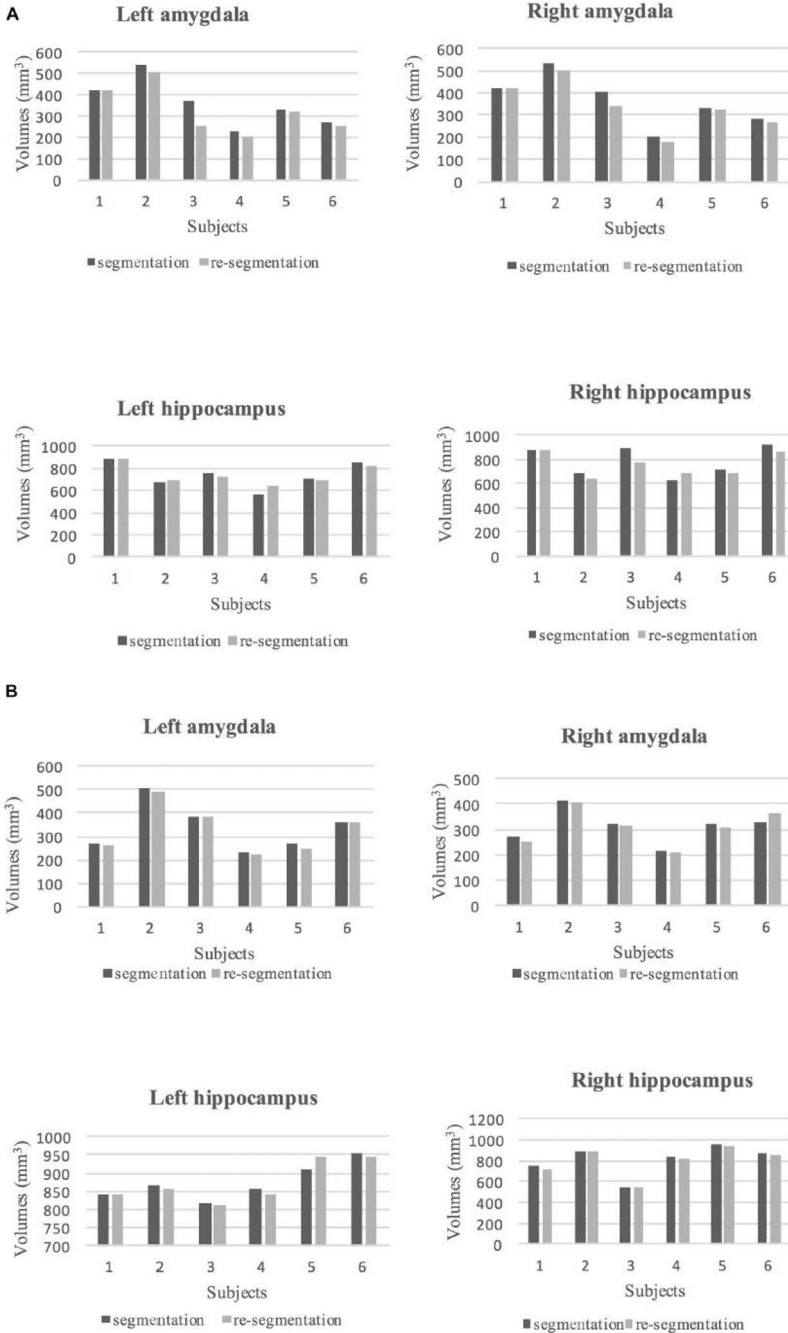 A
Left amygdala
Volumes (mm³)
600
500
400
300
200
100
0
1 2 3 4 5 6
Subjects
segmentation re-segmentation
Right amygdala
Volumes (mm³)
600
500
400
300
200
100
0
1 2 3 4 5 6
Subjects
segmentation re-segmentation
Left hippocampus
Volumes (mm³)
1000
800
600
400
200
0
1 2 3 4 5 6
Subjects
segmentation re-segmentation
Right hippocampus
Volumes (mm³)
1000
800
600
400
200
0
1 2 3 4 5 6
Subjects
segmentation re-segmentation
B
Left amygdala
Volumes (mm³)
600
500
400
300
200
100
0
1 2 3 4 5 6
Subjects
segmentation re-segmentation
Right amygdala
Volumes (mm³)
500
400
300
200
100
0
1 2 3 4 5 6
Subjects
segmentation re-segmentation
Left hippocampus
Volumes (mm³)
1000
950
900
850
800
750
700
1 2 3 4 5 6
Subjects
segmentation re-segmentation
Right hippocampus
Volumes (mm³)
1200
1000
800
600
400
200
0
1 2 3 4 5 6
Subjects
segmentation re-segmentation